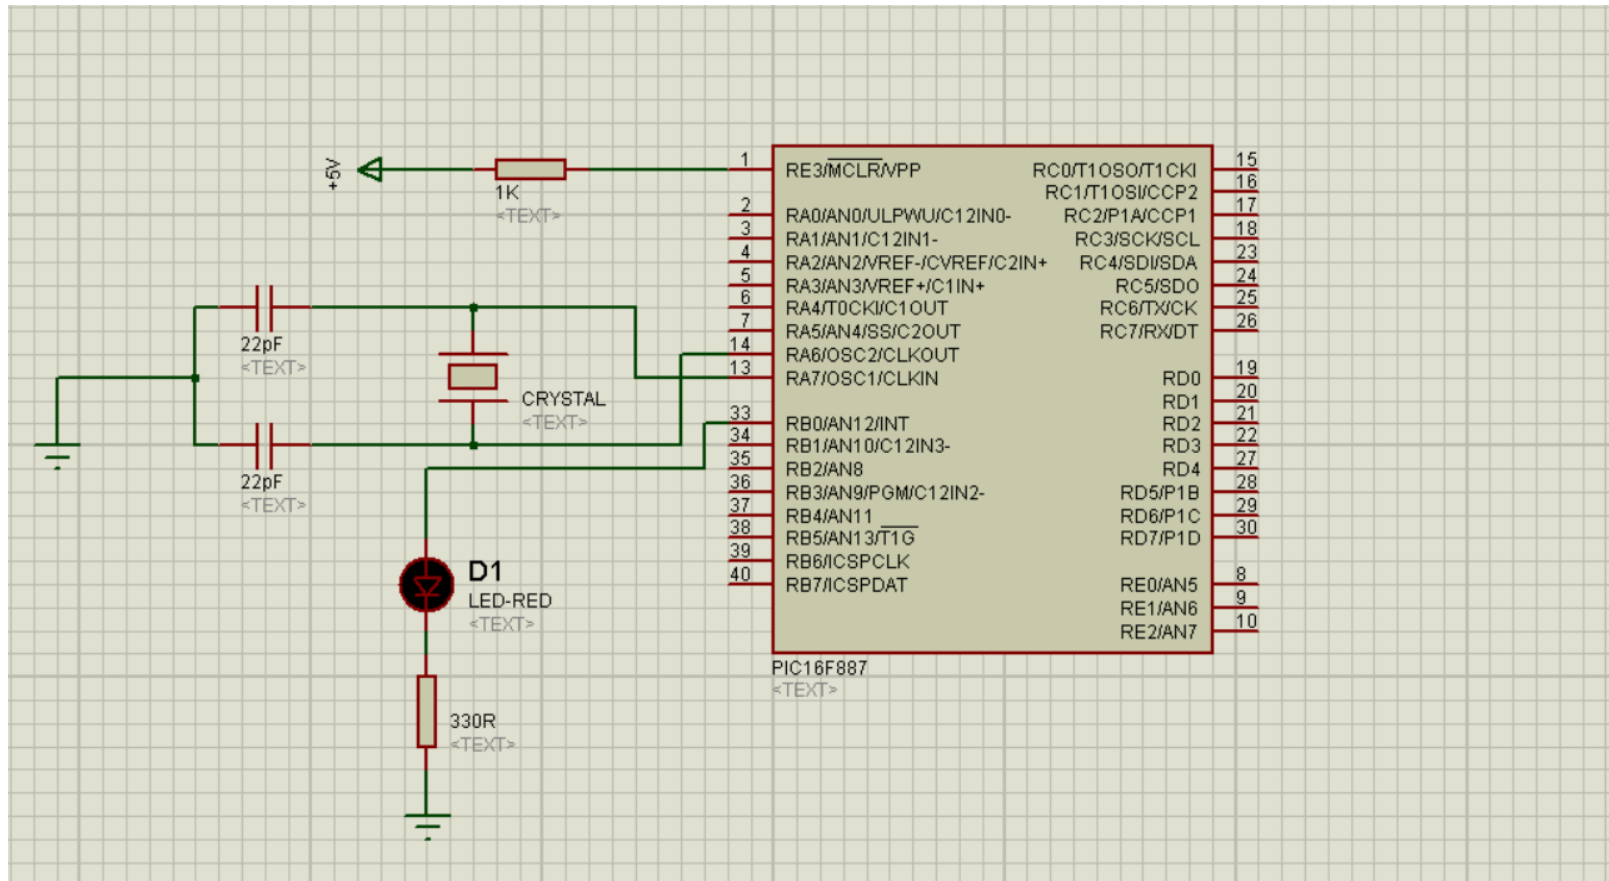 +5V
1K
<TEXT>
22pF
<TEXT>
CRYSTAL
<TEXT>
22pF
<TEXT>
D1
LED-RED
<TEXT>
330R
<TEXT>
1 RE3/MCLR/VPP
2 RA0/AN0/ULPWU/C12IN0-
3 RA1/AN1/C12IN1-
4 RA2/AN2/VREF-/CVREF/C2IN+
5 RA3/AN3/VREF+/C1IN+
6 RA4/T0CKI/C1OUT
7 RA5/AN4/SS/C2OUT
14 RA6/OSC2/CLKOUT
13 RA7/OSC1/CLKIN
33 RB0/AN12/INT
34 RB1/AN10/C12IN3-
35 RB2/AN8
36 RB3/AN9/PGM/C12IN2-
37 RB4/AN11
38 RB5/AN13/T1G
39 RB6/ICSPCLK
40 RB7/ICSPDAT
RC0/T1OSO/T1CKI 15
RC1/T1OSI/CCP2 16
RC2/P1A/CCP1 17
RC3/SCK/SCL 18
RC4/SDI/SDA 23
RC5/SDO 24
RC6/TX/CK 25
RC7/RX/DT 26
RD0 19
RD1 20
RD2 21
RD3 22
RD4 27
RD5/P1B 28
RD6/P1C 29
RD7/P1D 30
RE0/AN5 8
RE1/AN6 9
RE2/AN7 10
PIC16F887
<TEXT>